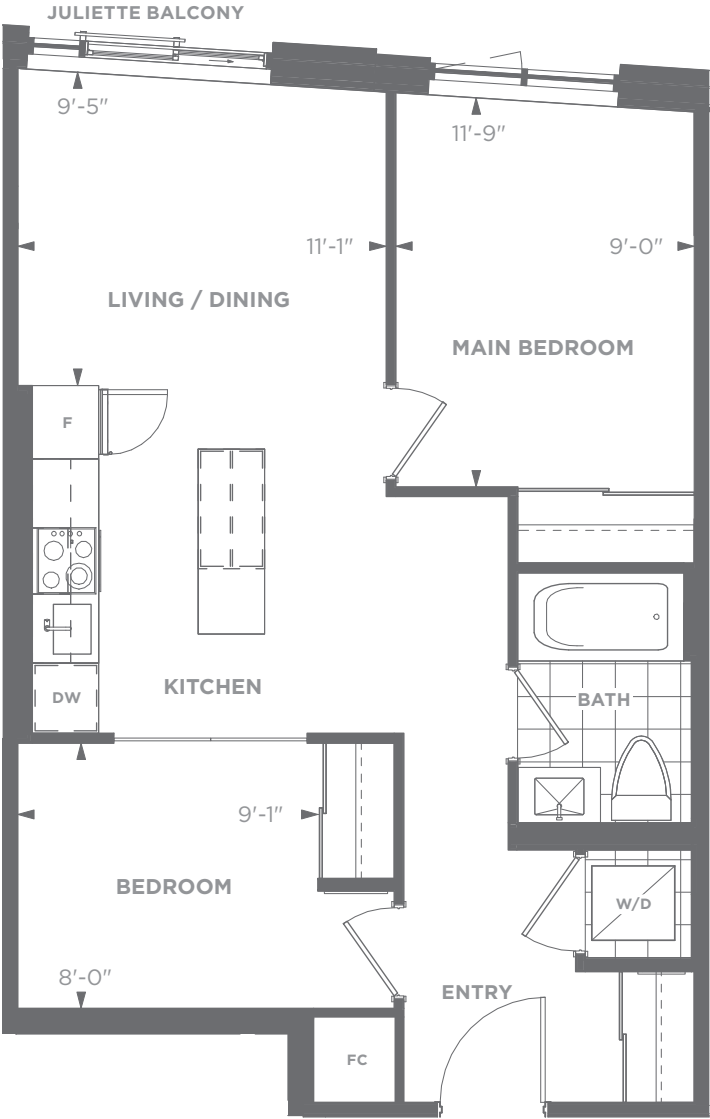 JULIETTE BALCONY
9'-5"
11'-9"
11'-1"
9'-0"
LIVING / DINING
MAIN BEDROOM
F
KITCHEN
DW
BATH
9'-1"
BEDROOM
W/D
8'-0"
ENTRY
FC